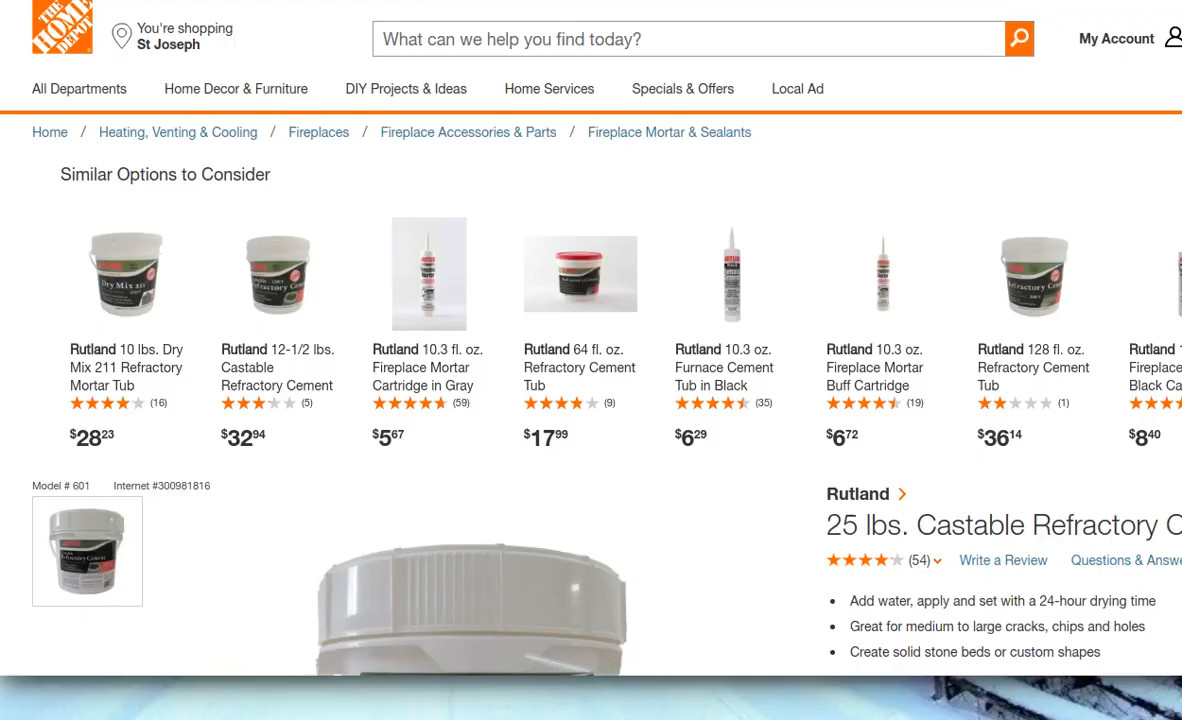 THE HOME DEPOT
You're shopping
St Joseph
What can we help you find today?
My Account
All Departments
Home Decor & Furniture
DIY Projects & Ideas
Home Services
Specials & Offers
Local Ad
Home / Heating, Venting & Cooling / Fireplaces / Fireplace Accessories & Parts / Fireplace Mortar & Sealants
Similar Options to Consider
Rutland 10 lbs. Dry
Mix 211 Refractory
Mortar Tub
(16)
$28 23
Rutland 12-1/2 lbs.
Castable
Refractory Cement
(5)
$32 94
Rutland 10.3 fl. oz.
Fireplace Mortar
Cartridge in Gray
(59)
$5 67
Rutland 64 fl. oz.
Refractory Cement
Tub
(9)
$17 99
Rutland 10.3 oz.
Furnace Cement
Tub in Black
(35)
$6 29
Rutland 10.3 oz.
Fireplace Mortar
Buff Cartridge
(19)
$6 72
Rutland 128 fl. oz.
Refractory Cement
Tub
(1)
$36 14
Rutland
Fireplace
Black Ca
$8 40
Model # 601
Internet #300981816
Rutland
25 lbs. Castable Refractory C
(54)
Write a Review
Questions & Answe
Add water, apply and set with a 24-hour drying time
Great for medium to large cracks, chips and holes
Create solid stone beds or custom shapes